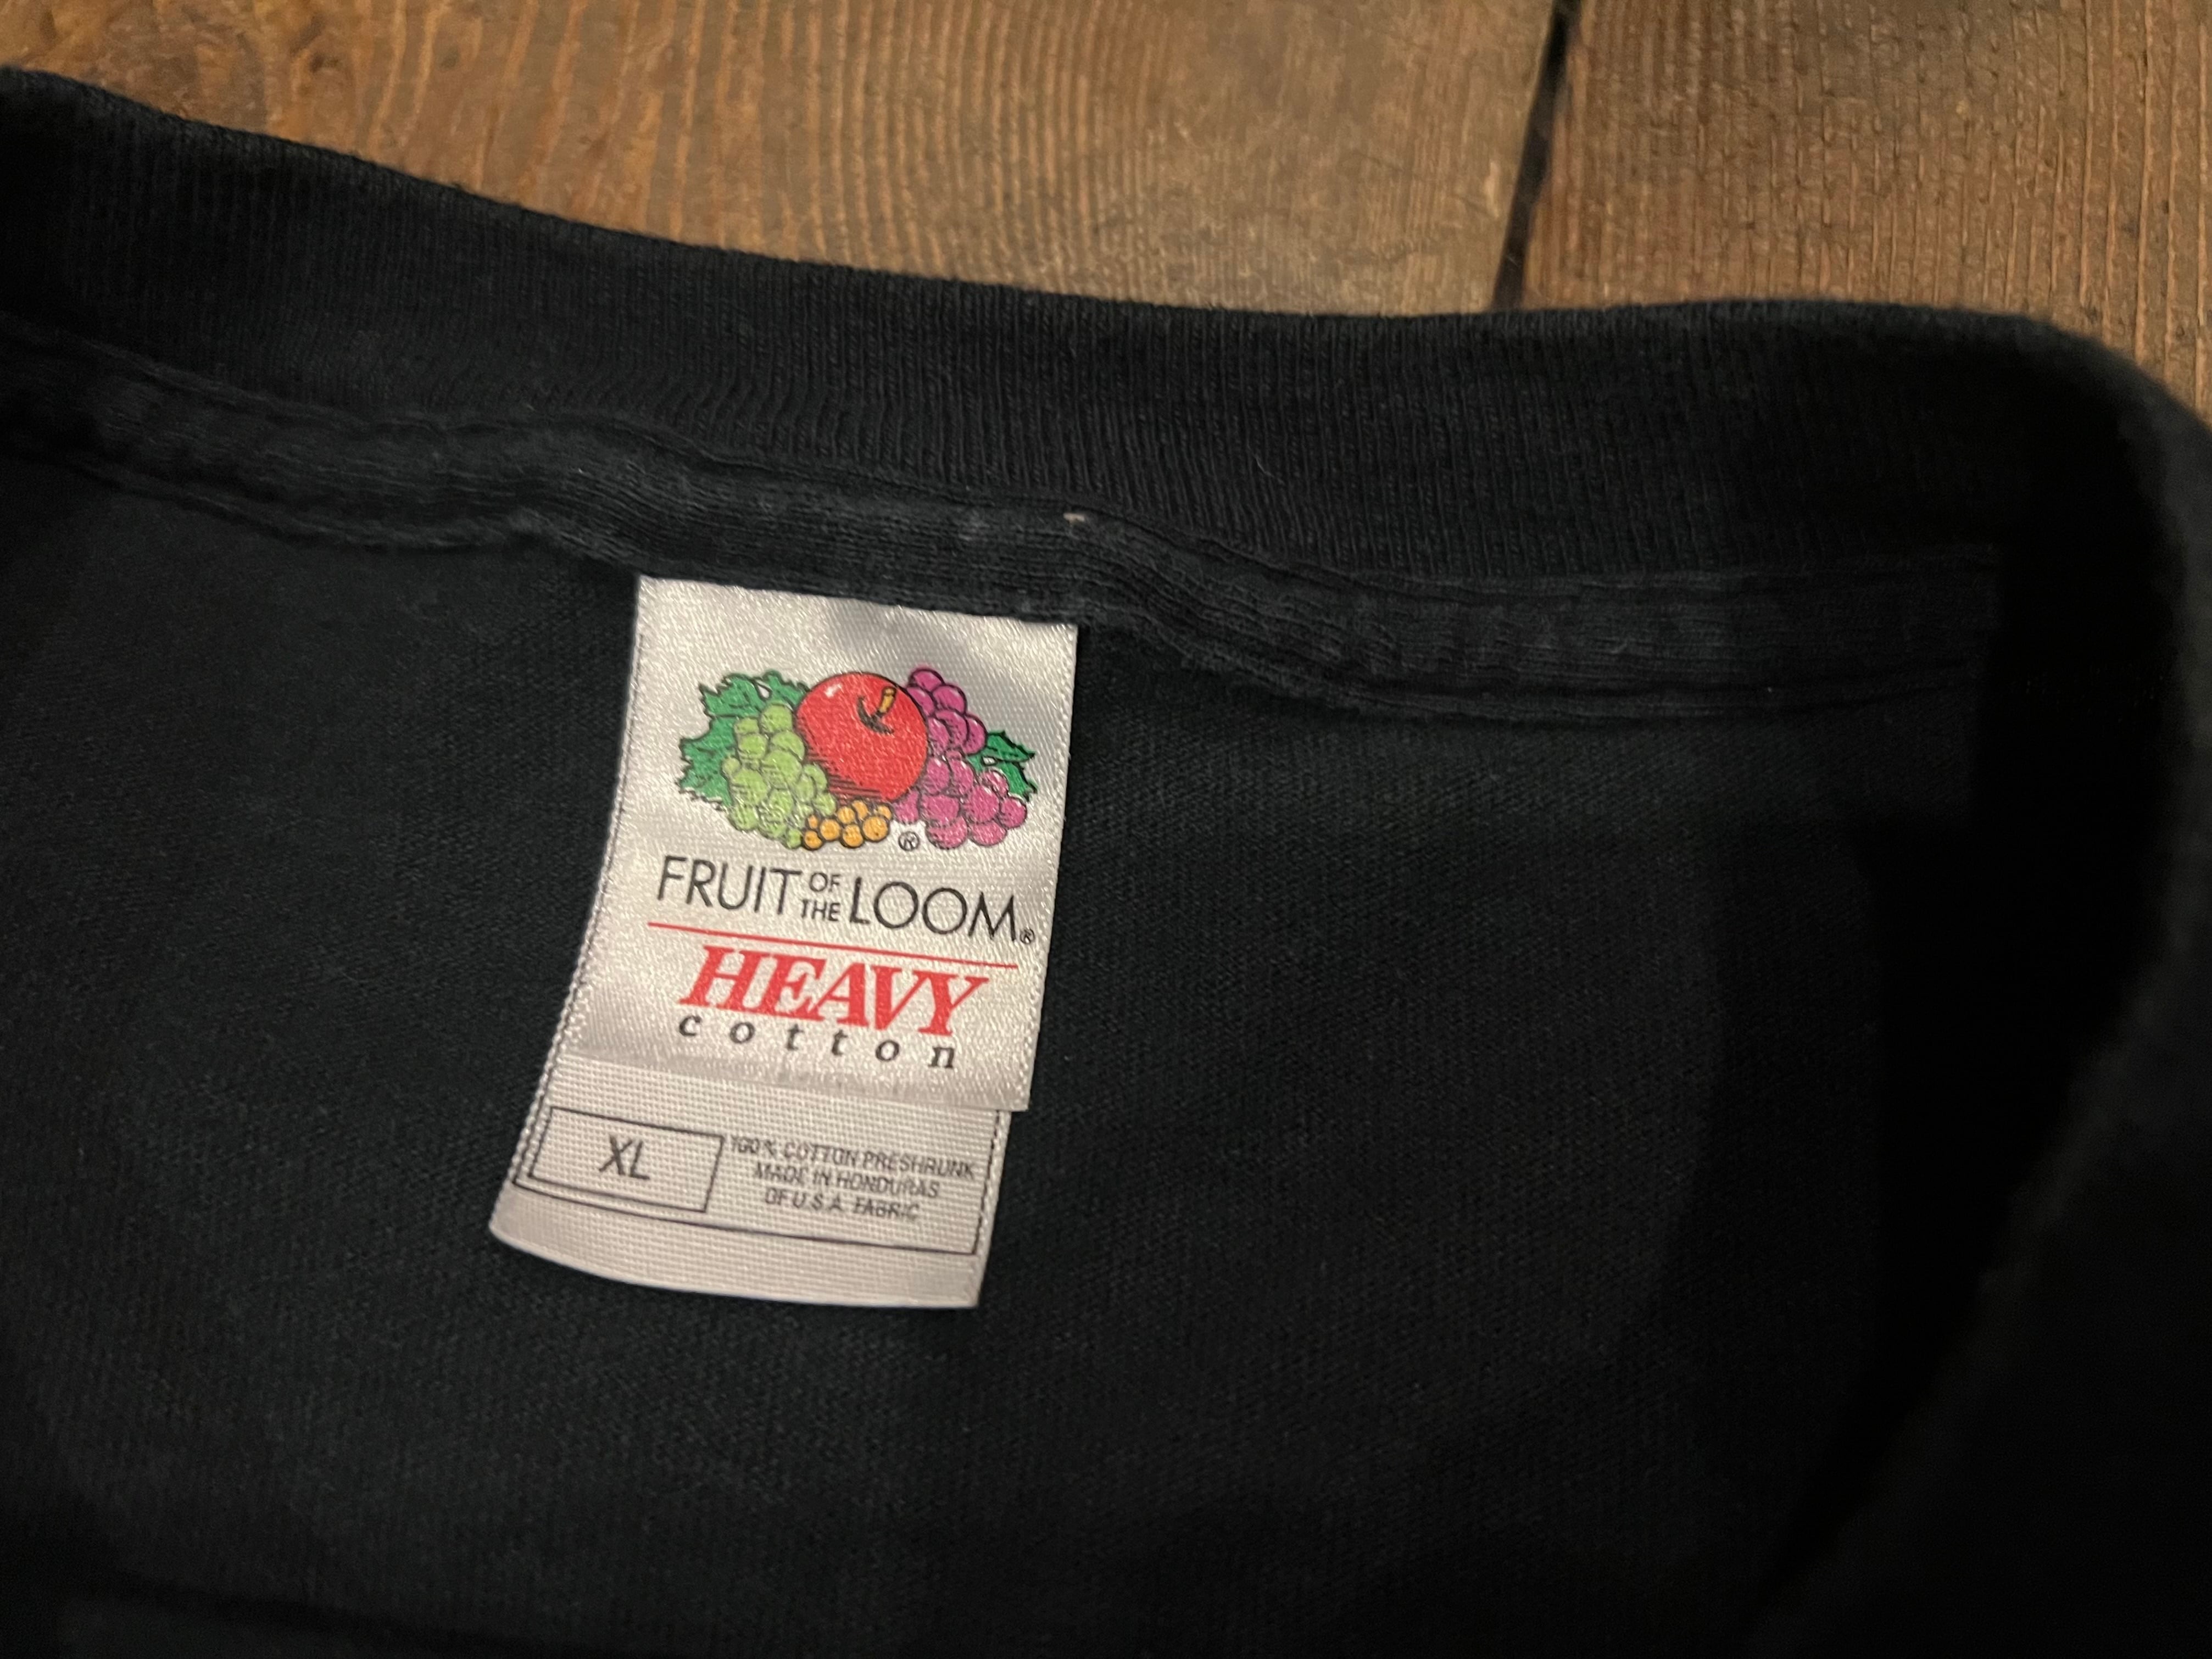 ®
FRUIT OF THE LOOM®
HEAVY
cotton
XL
100% COTTON PRESHRUNK
MADE IN HONDURAS
OF U.S.A. FABRIC